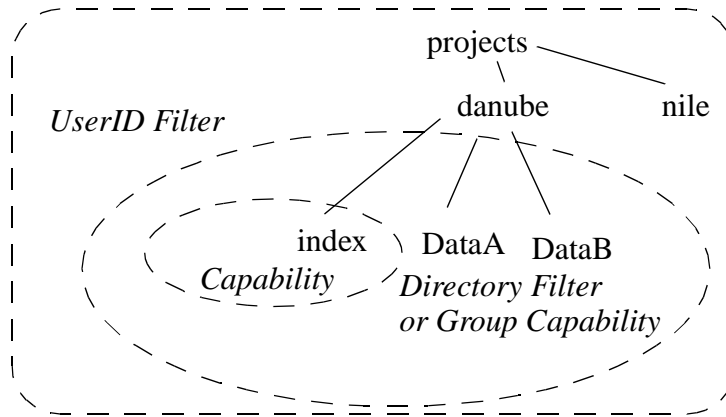 projects
danube
nile
UserID Filter
index
DataA
DataB
Capability
Directory Filter
or Group Capability